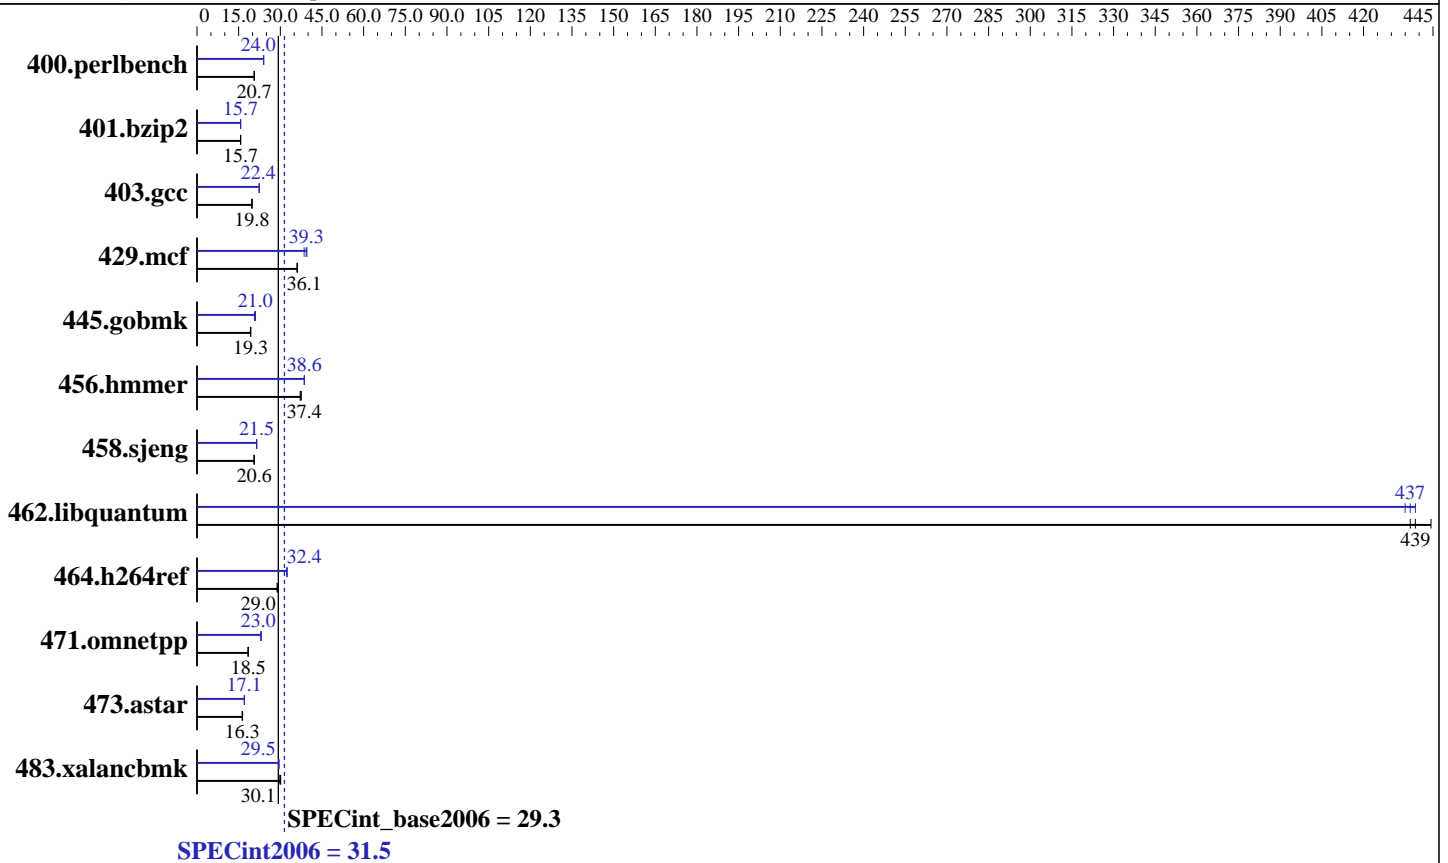 0 15.0 30.0 45.0 60.0 75.0 90.0 105 120 135 150 165 180 195 210 225 240 255 270 285 300 315 330 345 360 375 390 405 420 445
24.0
400.perlbench
20.7
15.7
401.bzip2
15.7
22.4
403.gcc
19.8
39.3
429.mcf
36.1
21.0
445.gobmk
19.3
38.6
456.hmmer
37.4
21.5
458.sjeng
20.6
437
462.libquantum
439
32.4
464.h264ref
29.0
23.0
471.omnetpp
18.5
17.1
473.astar
16.3
29.5
483.xalancbmk
30.1
SPECint_base2006 = 29.3
SPECint2006 = 31.5